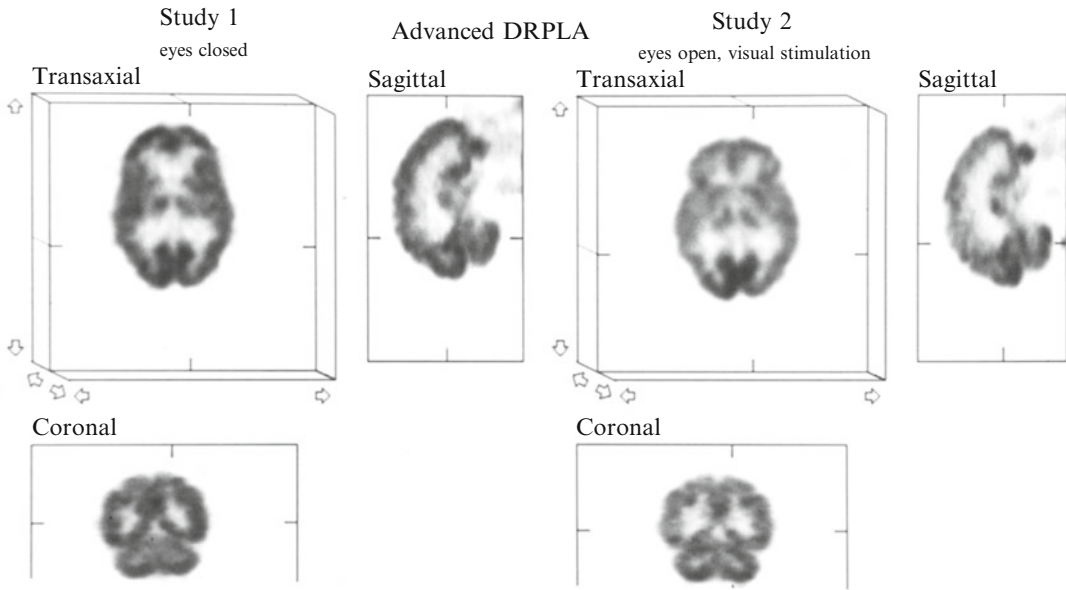 Study 1
eyes closed
Advanced DRPLA
Study 2
eyes open, visual stimulation
Transaxial
Sagittal
Transaxial
Sagittal
Coronal
Coronal